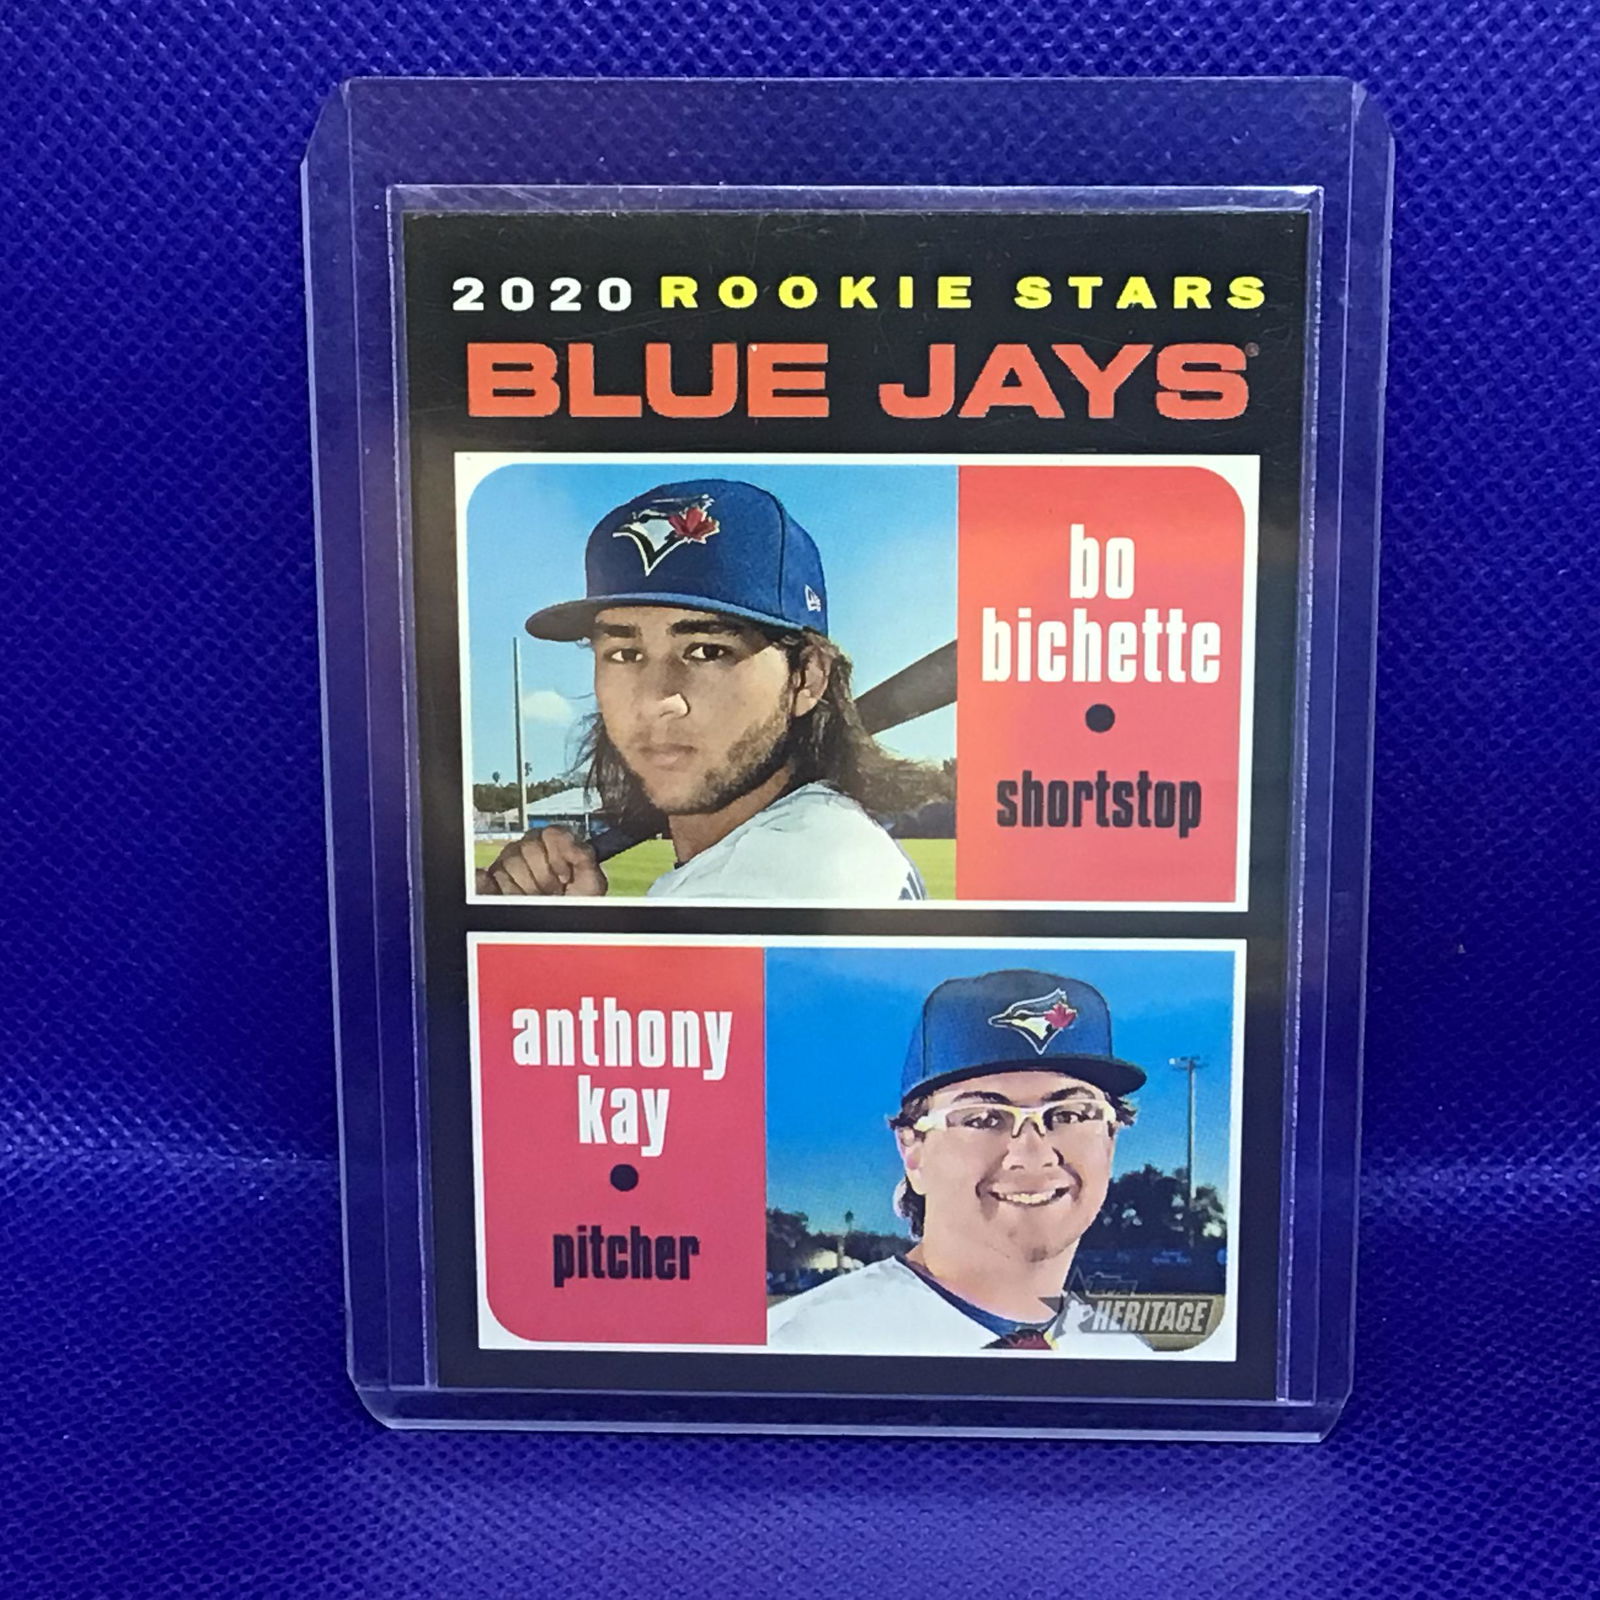 2020 ROOKIE STARS
BLUE JAYS
bo
bichette
shortstop
anthony
kay
pitcher
Topps
HERITAGE